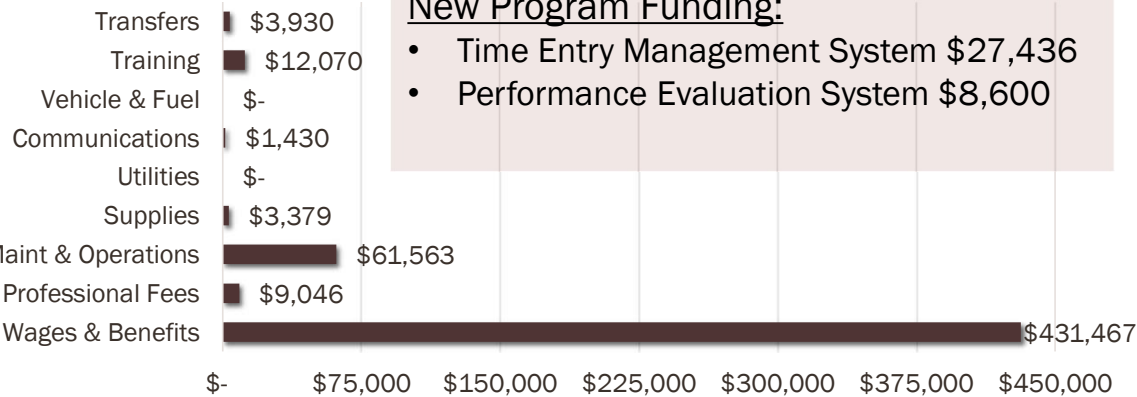 New Program Funding:
• Time Entry Management System $27,436
• Performance Evaluation System $8,600
Transfers $3,930
Training $12,070
Vehicle & Fuel $-
Communications $1,430
Utilities $-
Supplies $3,379
& Operations $61,563
Professional Fees $9,046
Wages & Benefits $431,467
$- $75,000 $150,000 $225,000 $300,000 $375,000 $450,000